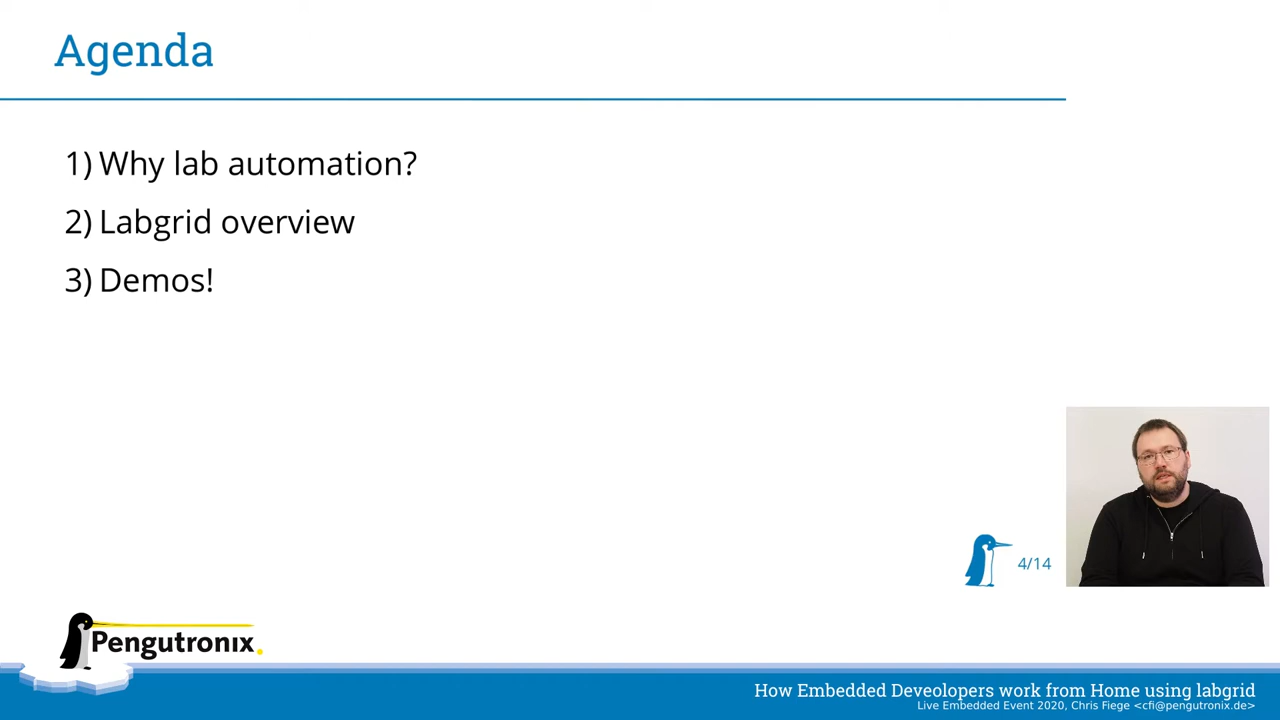 Agenda
1) Why lab automation?
2) Labgrid overview
3) Demos!
4/14
Pengutronix
How Embedded Deveolopers work from Home using labgrid
Live Embedded Event 2020, Chris Fiege <cfi@pengutronix.de>